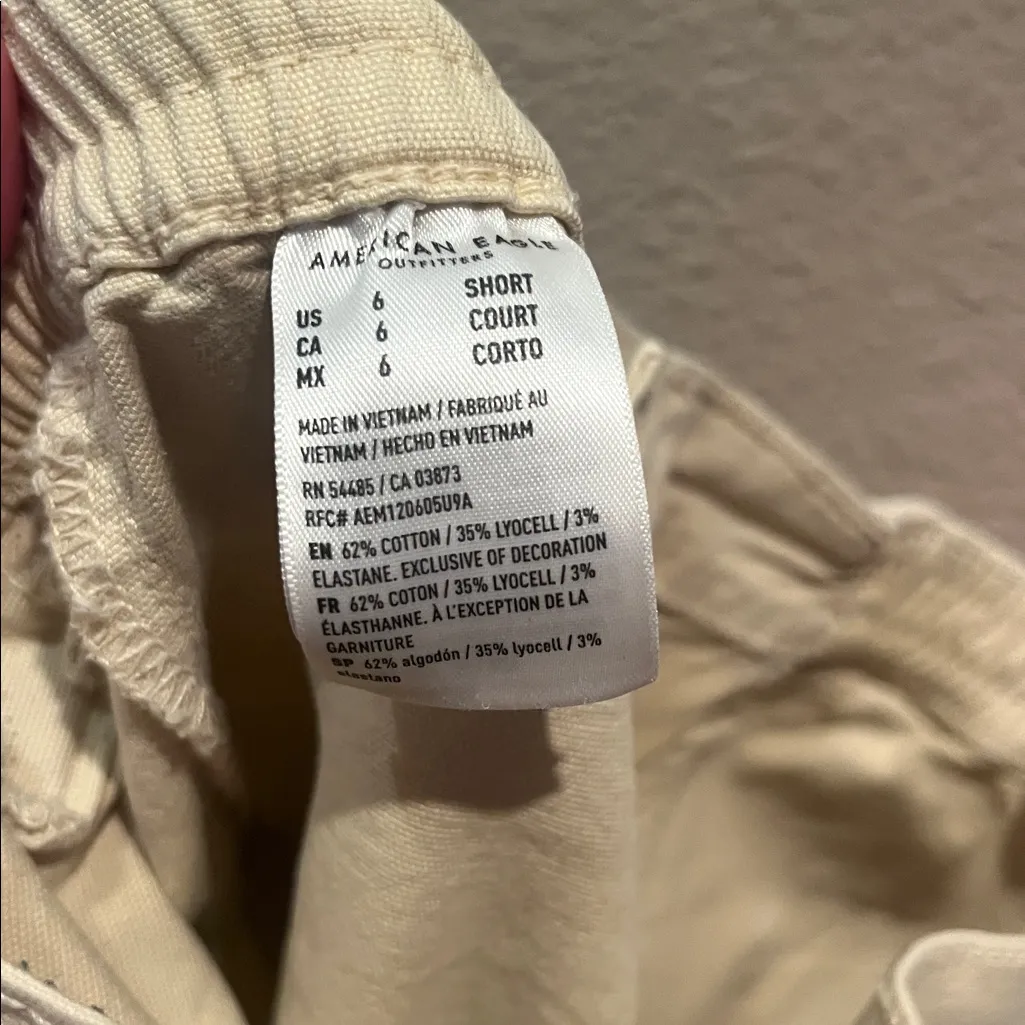 AMERICAN EAGLE
OUTFITTERS
US 6 SHORT
CA 6 COURT
MX 6 CORTO
MADE IN VIETNAM / FABRIQUÉ AU
VIETNAM / HECHO EN VIETNAM
RN 54485 / CA 03873
RFC# AEM120605U9A
EN 62% COTTON / 35% LYOCELL / 3%
ELASTANE. EXCLUSIVE OF DECORATION
FR 62% COTON / 35% LYOCELL / 3%
ÉLASTHANNE. À L'EXCEPTION DE LA
GARNITURE
SP 62% algodón / 35% lyocell / 3%
elastano